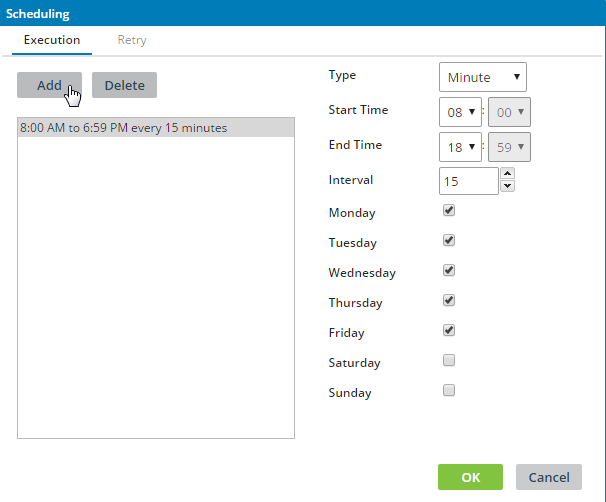 Scheduling
Execution Retry
Add Delete
8:00 AM to 6:59 PM every 15 minutes
Type Minute
Start Time 08 : 00
End Time 18 : 59
Interval 15
Monday
Tuesday
Wednesday
Thursday
Friday
Saturday
Sunday
OK Cancel